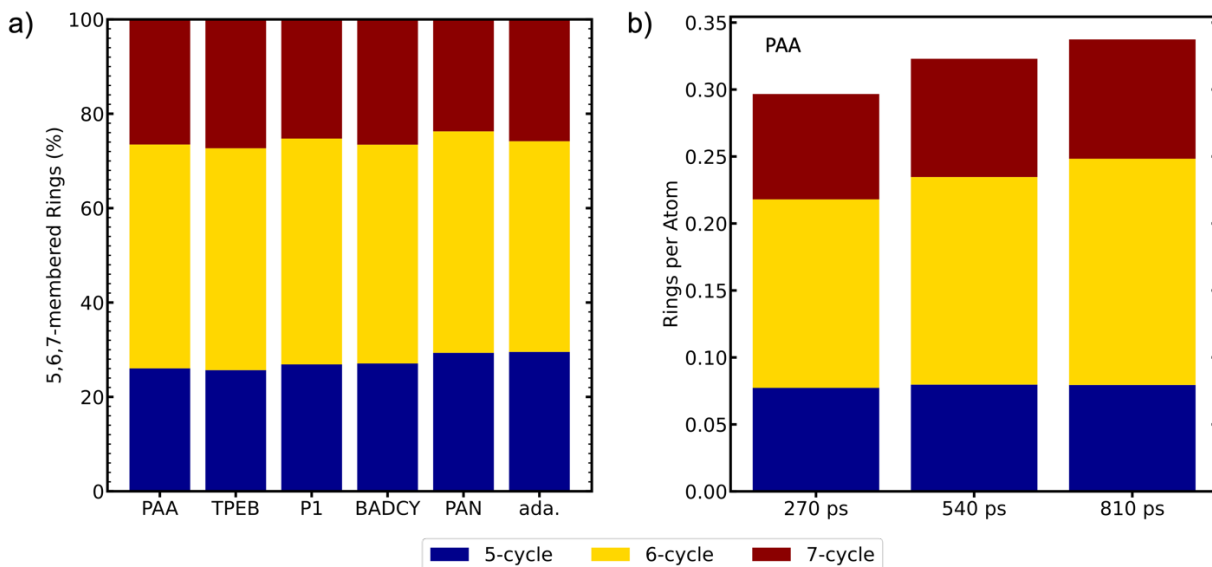 a)
5,6,7-membered Rings (%)
100
80
60
40
20
0
PAA TPEB P1 BADCY PAN ada.
b)
PAA
Rings per Atom
0.35
0.30
0.25
0.20
0.15
0.10
0.05
0.00
270 ps 540 ps 810 ps
5-cycle 6-cycle 7-cycle